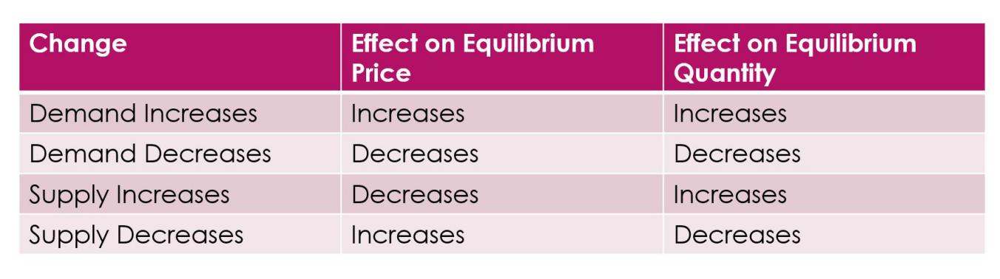 Change
Effect on Equilibrium
Price
Effect on Equilibrium
Quantity
Demand Increases
Increases
Increases
Demand Decreases
Decreases
Decreases
Supply Increases
Decreases
Increases
Supply Decreases
Increases
Decreases